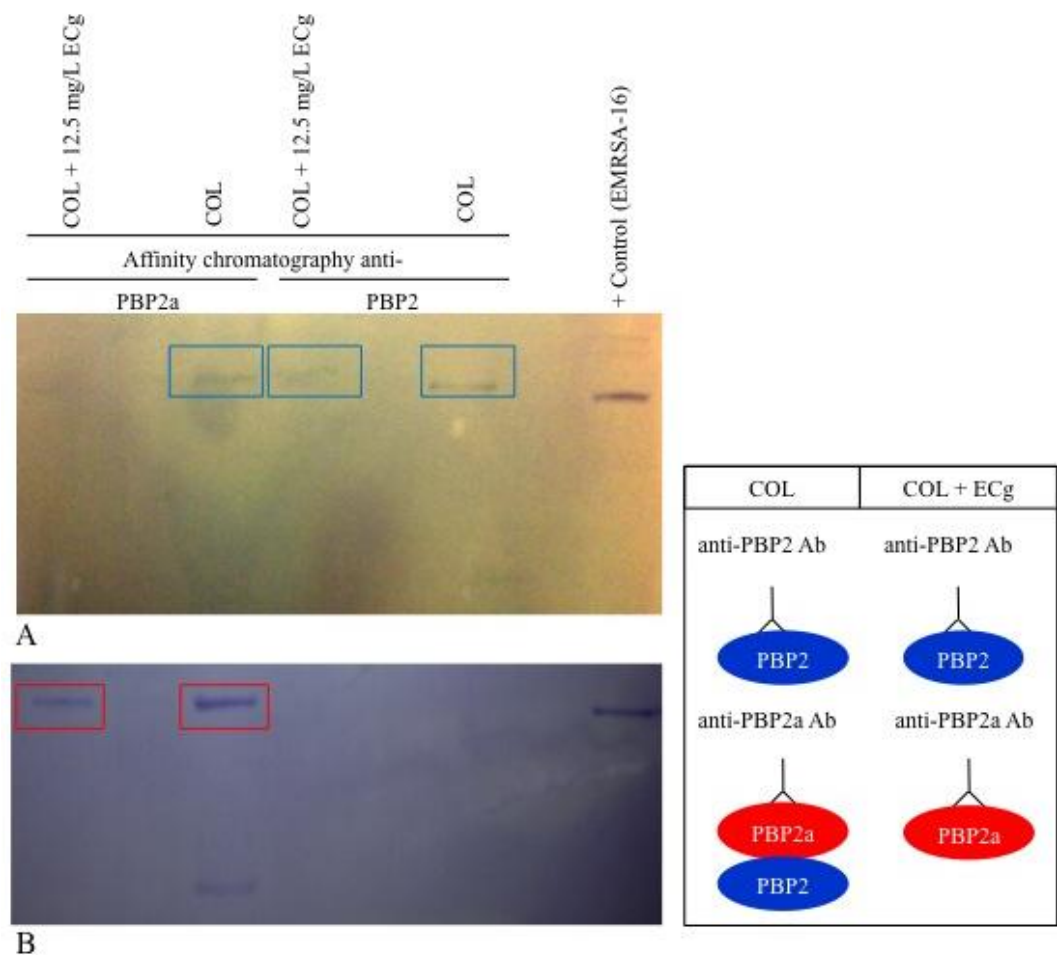 COL + 12.5 mg/L ECg
COL
COL + 12.5 mg/L ECg
COL
+ Control (EMRSA-16)
Affinity chromatography anti-
PBP2a
PBP2
A
B
COL
COL + ECg
anti-PBP2 Ab
anti-PBP2 Ab
PBP2
PBP2
anti-PBP2a Ab
anti-PBP2a Ab
PBP2a
PBP2a
PBP2